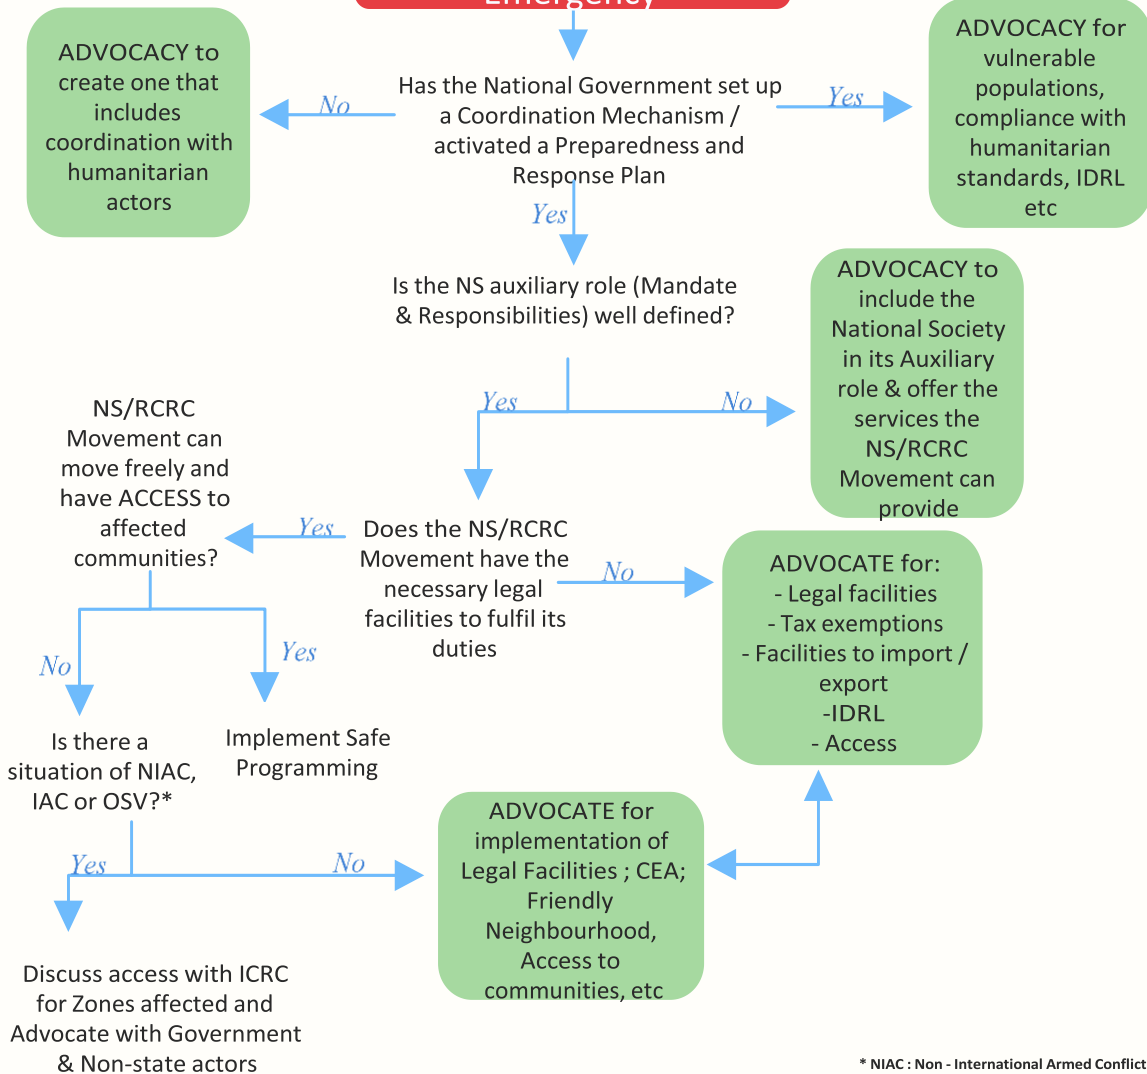 Emergency
ADVOCACY to
create one that
includes
coordination with
humanitarian
actors
No
Has the National Government set up
a Coordination Mechanism /
activated a Preparedness and
Response Plan
Yes
ADVOCACY for
vulnerable
populations,
compliance with
humanitarian
standards, IDRL
etc
Yes
Is the NS auxiliary role (Mandate
& Responsibilities) well defined?
Yes
No
ADVOCACY to
include the
National Society
in its Auxiliary
role & offer the
services the
NS/RCRC
Movement can
provide
NS/RCRC
Movement can
move freely and
have ACCESS to
affected
communities?
Yes
Does the NS/RCRC
Movement have the
necessary legal
facilities to fulfil its
duties
No
ADVOCATE for:
- Legal facilities
- Tax exemptions
- Facilities to import /
export
-IDRL
- Access
No
Yes
Is there a
situation of NIAC,
IAC or OSV?*
Implement Safe
Programming
Yes
No
ADVOCATE for
implementation of
Legal Facilities ; CEA;
Friendly
Neighbourhood,
Access to
communities, etc
Discuss access with ICRC
for Zones affected and
Advocate with Government
& Non-state actors
* NIAC : Non - International Armed Conflict